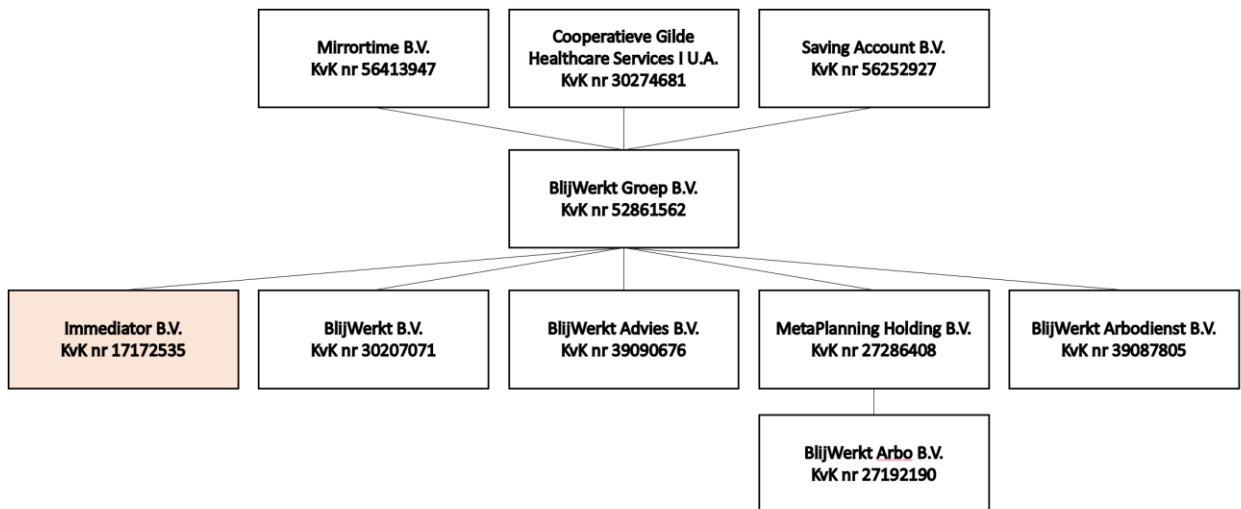 Mirrortime B.V.
KvK nr 56413947
Cooperatieve Gilde
Healthcare Services I U.A.
KvK nr 30274681
Saving Account B.V.
KvK nr 56252927
BlijWerkt Groep B.V.
KvK nr 52861562
Immediator B.V.
KvK nr 17172535
BlijWerkt B.V.
KvK nr 30207071
BlijWerkt Advies B.V.
KvK nr 39090676
MetaPlanning Holding B.V.
KvK nr 27286408
BlijWerkt Arbodienst B.V.
KvK nr 39087805
BlijWerkt Arbo B.V.
KvK nr 27192190